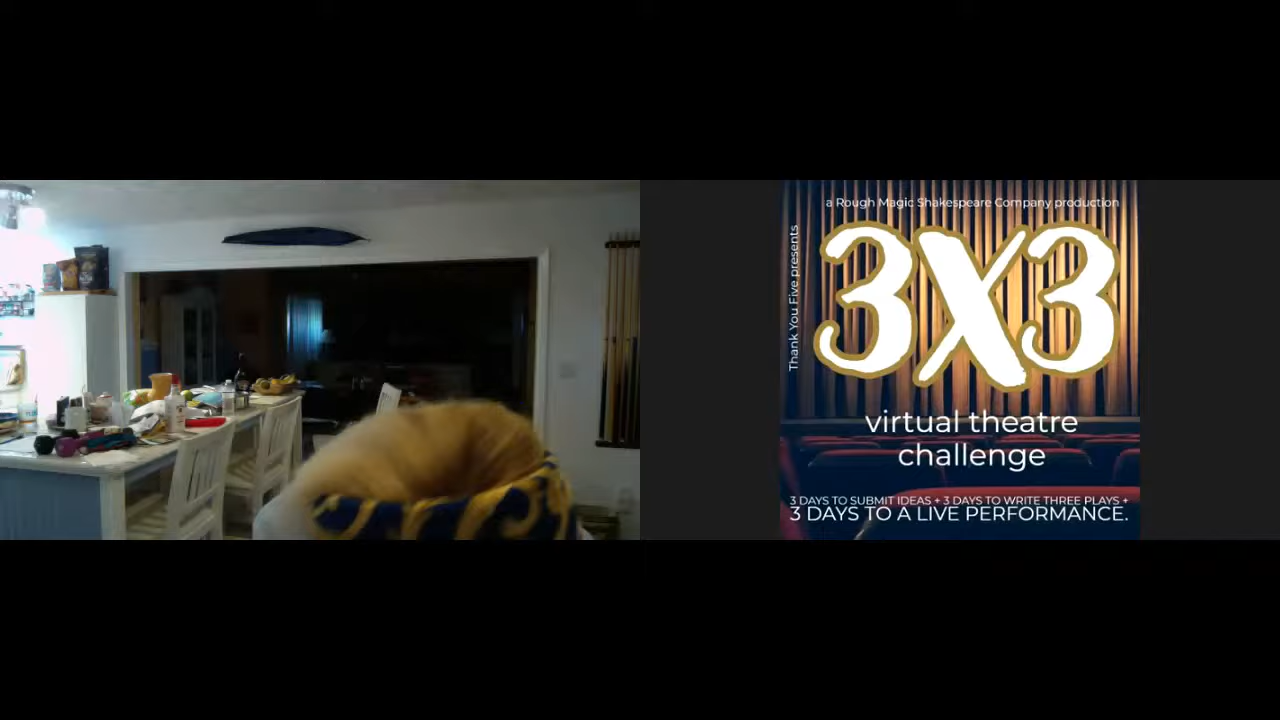 a Rough Magic Shakespeare Company production
Thank You Five presents
3X3
virtual theatre
challenge
3 DAYS TO SUBMIT IDEAS + 3 DAYS TO WRITE THREE PLAYS +
3 DAYS TO A LIVE PERFORMANCE.